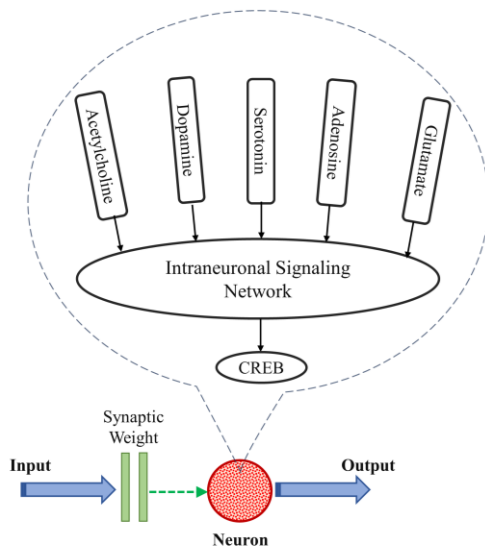 Acetylcholine
Dopamine
Serotonin
Adenosine
Glutamate
Intraneuronal Signaling
Network
CREB
Synaptic
Weight
Input
Output
Neuron